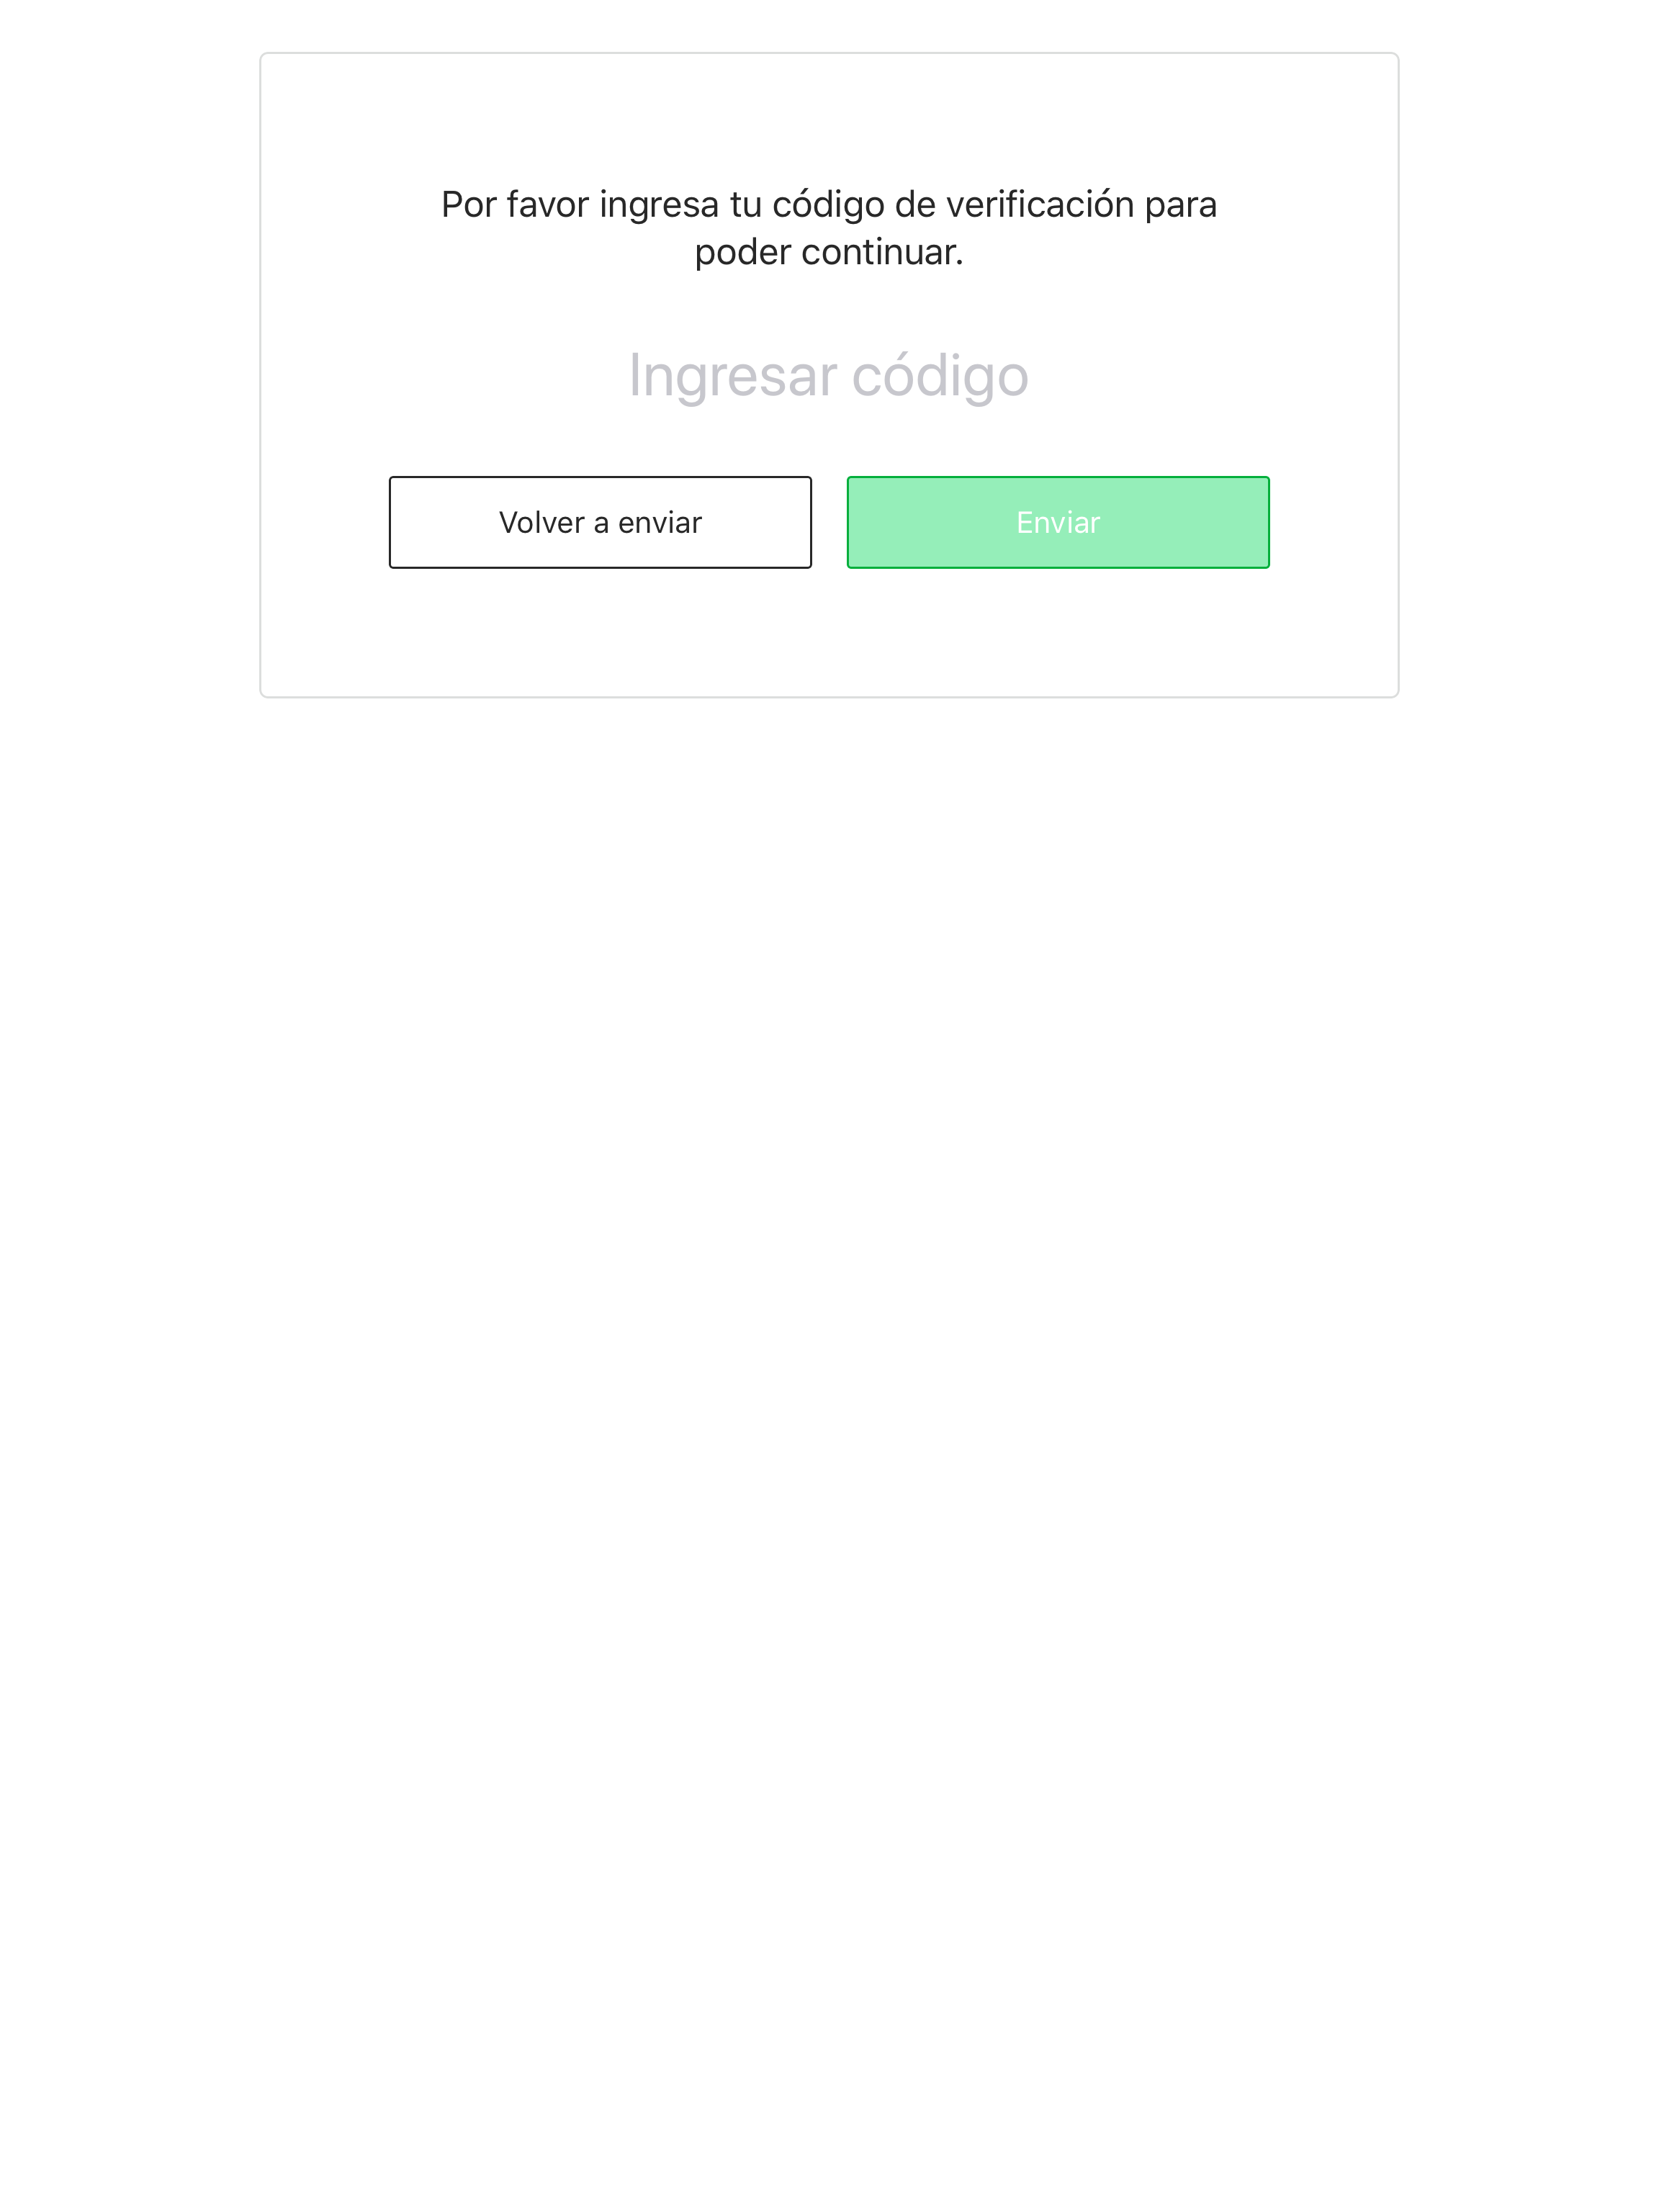 Por favor ingresa tu código de verificación para
poder continuar.
Ingresar código
Volver a enviar
Enviar